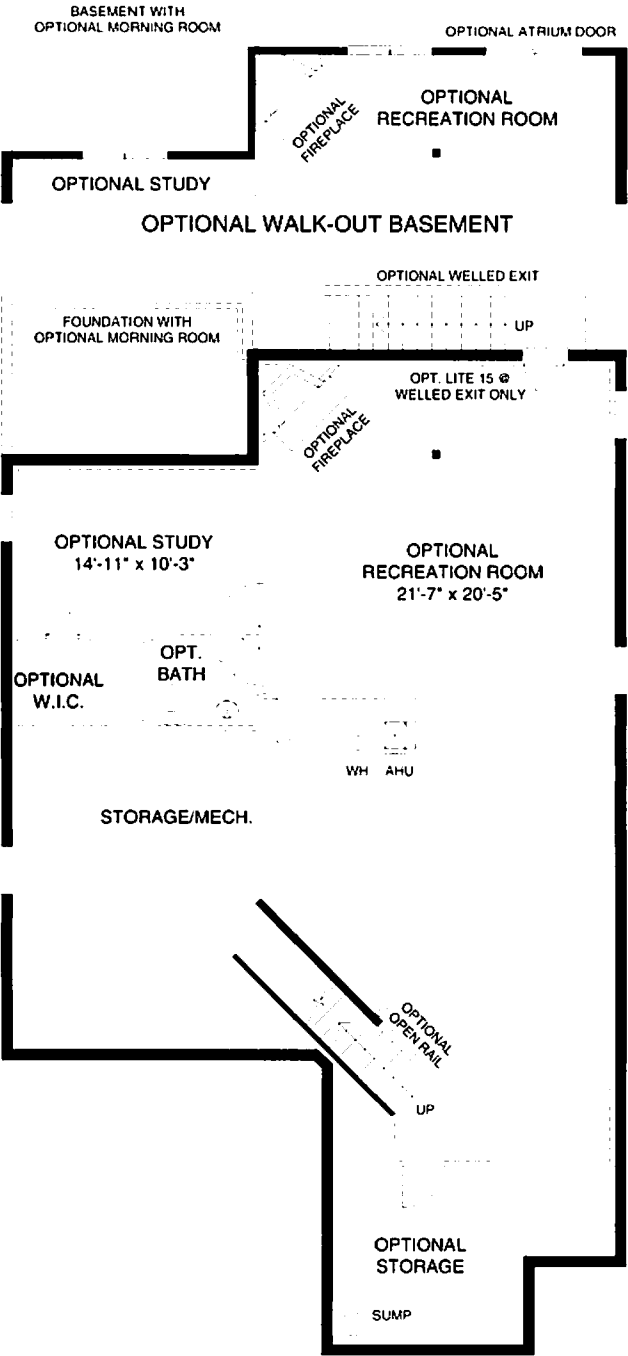 BASEMENT WITH
OPTIONAL MORNING ROOM
OPTIONAL ATRIUM DOOR
OPTIONAL
RECREATION ROOM
OPTIONAL
FIREPLACE
OPTIONAL STUDY
OPTIONAL WALK-OUT BASEMENT
OPTIONAL WELLED EXIT
FOUNDATION WITH
OPTIONAL MORNING ROOM
UP
OPT. LITE 15 @
WELLED EXIT ONLY
OPTIONAL
FIREPLACE
OPTIONAL STUDY
14'-11" x 10'-3"
OPTIONAL
RECREATION ROOM
21'-7" x 20'-5"
OPT.
BATH
OPTIONAL
W.I.C.
WH AHU
STORAGE/MECH.
OPTIONAL
OPEN RAIL
UP
OPTIONAL
STORAGE
SUMP